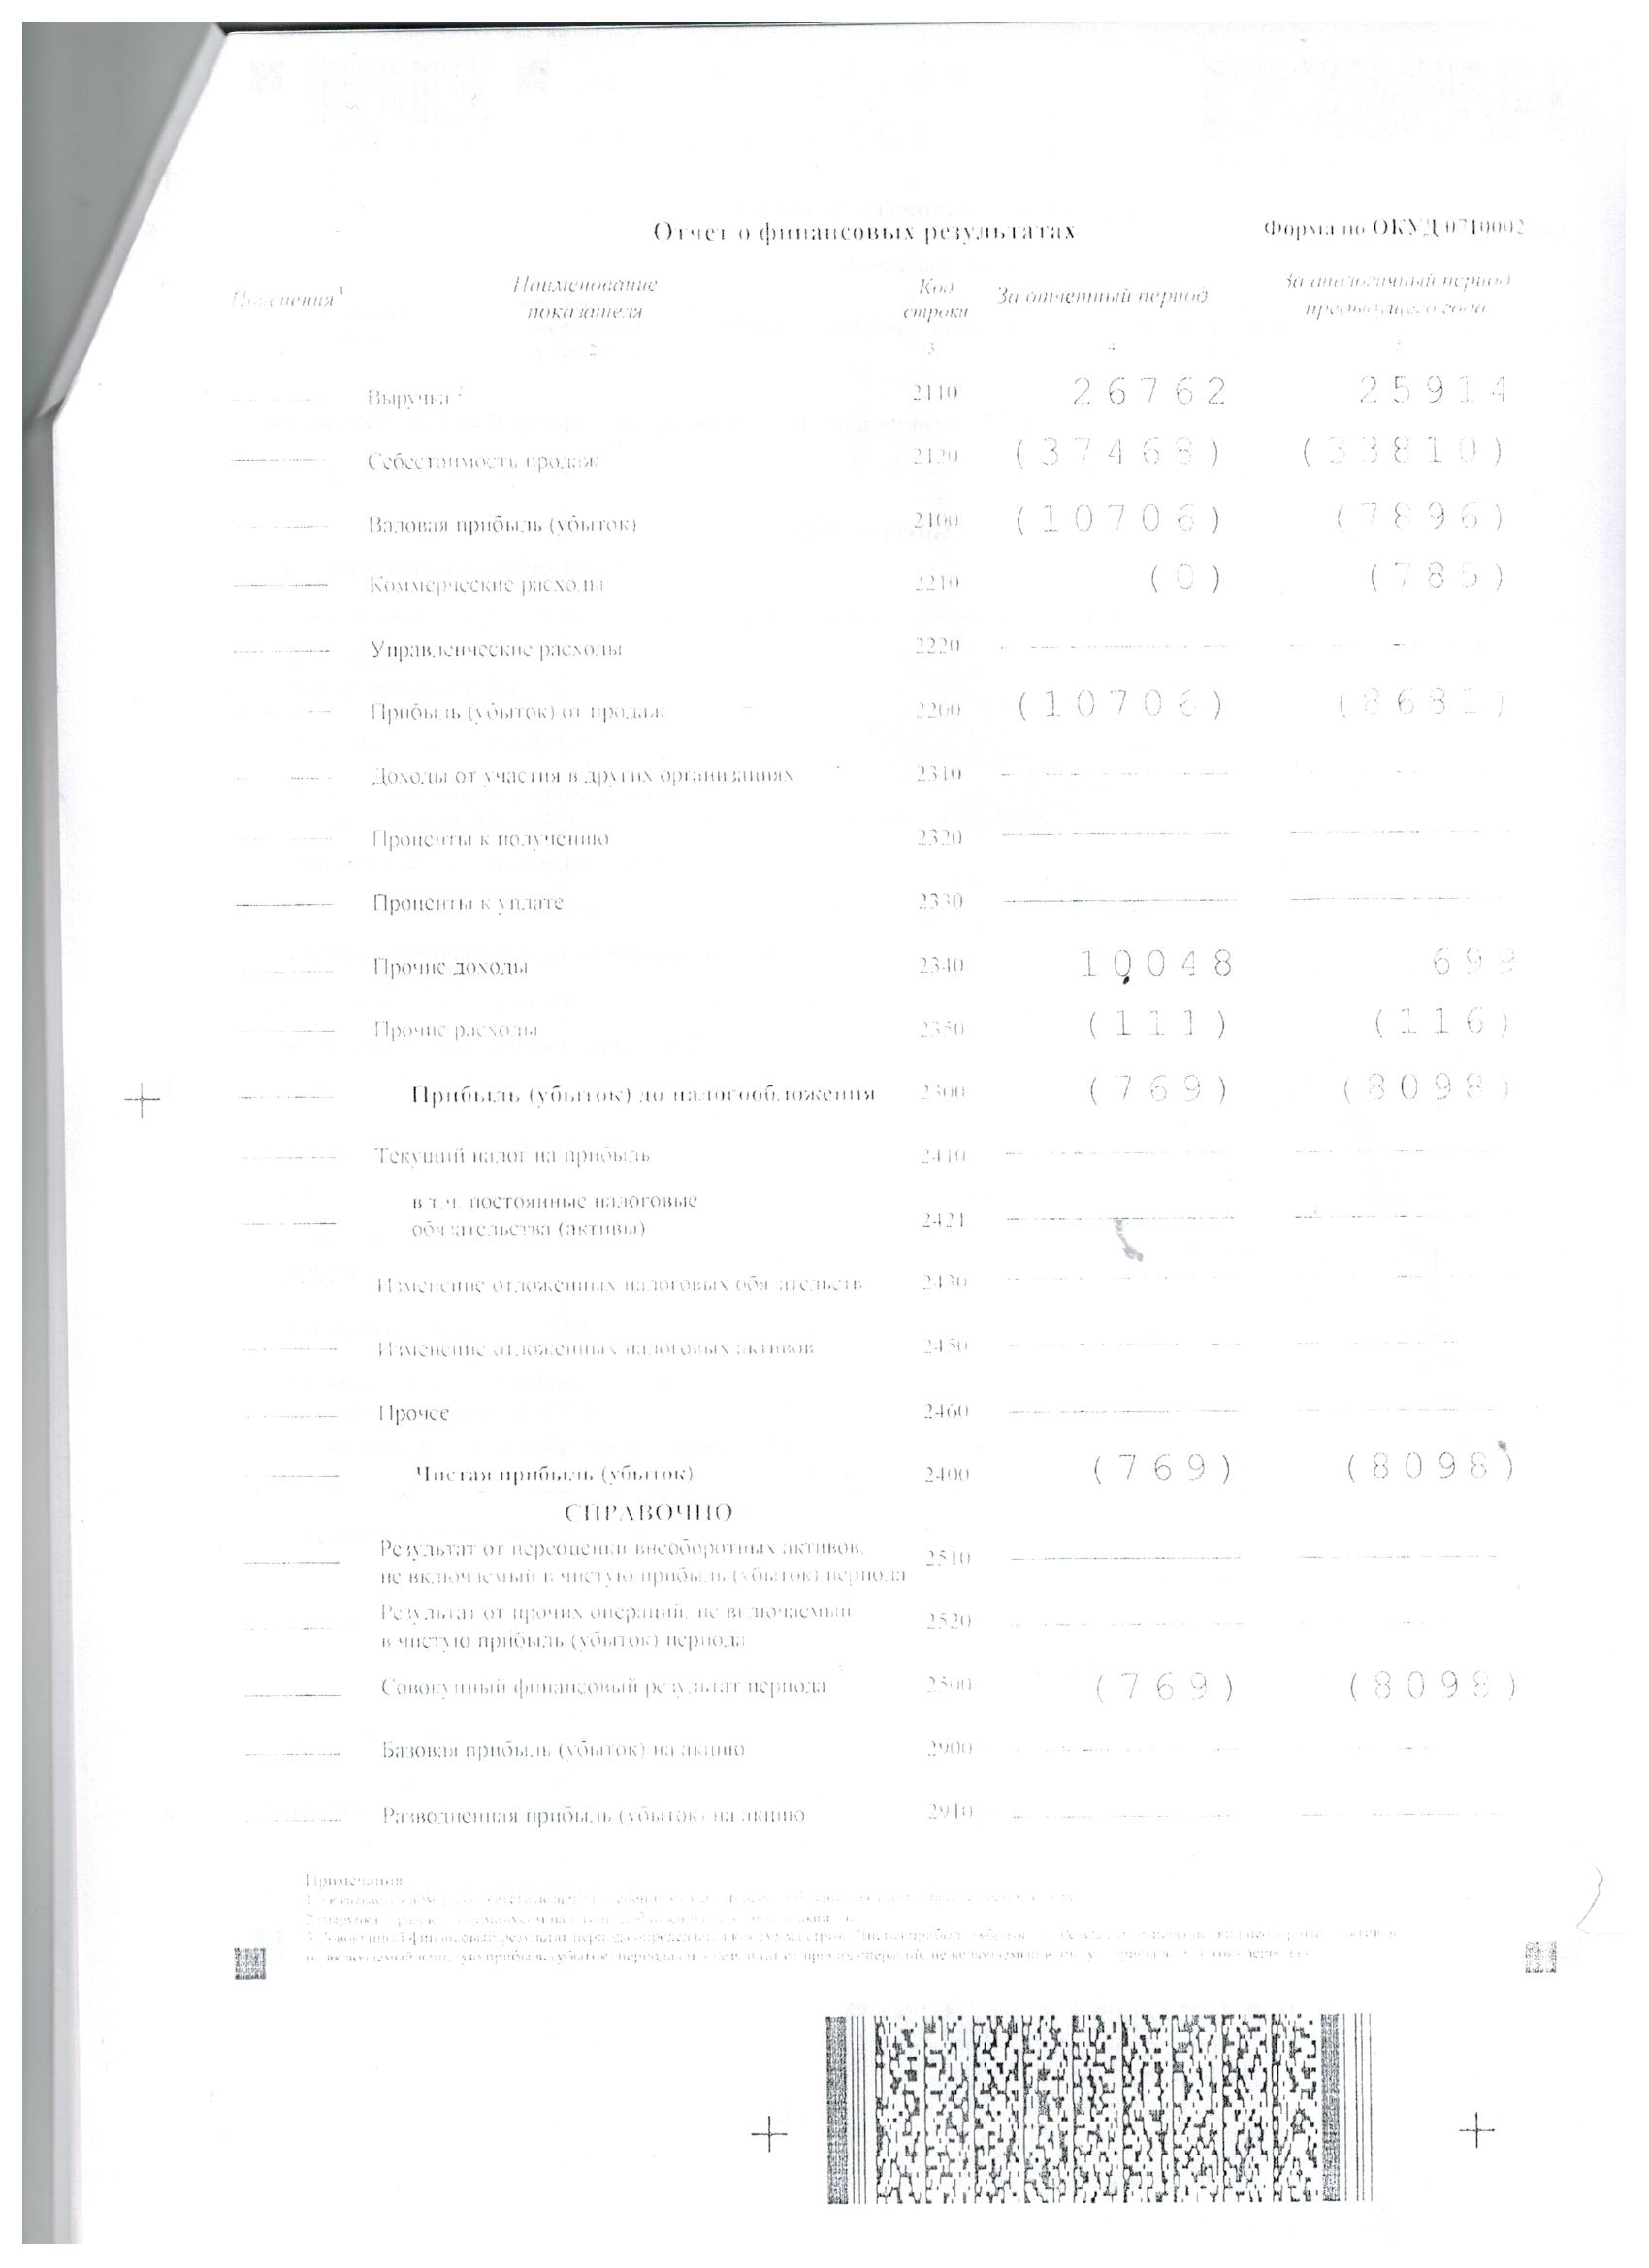 Отчет о финансовых результатах Форма по ОКУД 0710002
Пояснения 1 Наименование показателя Код строки За отчетный период За аналогичный период предыдущего года
2 3 4 5
Выручка 2 2110 26762 25914
Себестоимость продаж 2120 (37468) (33810)
Валовая прибыль (убыток) 2100 (10706) (7896)
Коммерческие расходы 2210 (0) (785)
Управленческие расходы 2220
Прибыль (убыток) от продаж 2200 (10706) (8681)
Доходы от участия в других организациях 2310
Проценты к получению 2320
Проценты к уплате 2330
Прочие доходы 2340 10048 699
Прочие расходы 2350 (111) (116)
Прибыль (убыток) до налогообложения 2300 (769) (8098)
Текущий налог на прибыль 2410
в т.ч. постоянные налоговые
обязательства (активы) 2421
Изменение отложенных налоговых обязательств 2430
Изменение отложенных налоговых активов 2450
Прочее 2460
Чистая прибыль (убыток) 2400 (769) (8098)
СПРАВОЧНО
Результат от переоценки внеоборотных активов,
не включаемый в чистую прибыль (убыток) периода 2510
Результат от прочих операций, не включаемый
в чистую прибыль (убыток) периода 2520
Совокупный финансовый результат периода 2500 (769) (8098)
Базовая прибыль (убыток) на акцию 2900
Разводненная прибыль (убыток) на акцию 2910
Примечания